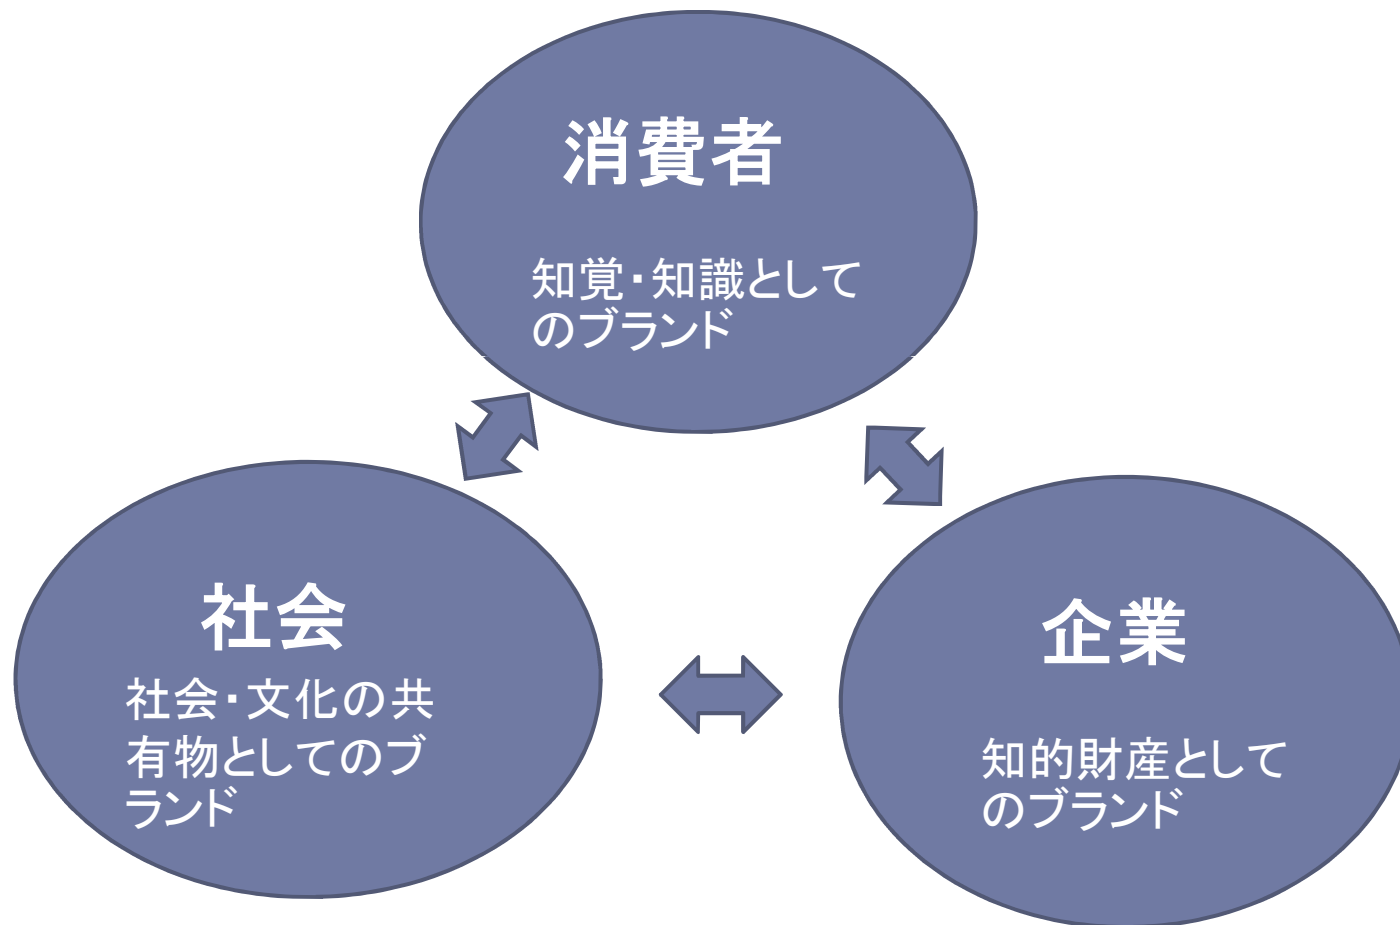 消費者
知覚・知識として
のブランド
社会
社会・文化の共
有物としてのブ
ランド
企業
知的財産として
のブランド